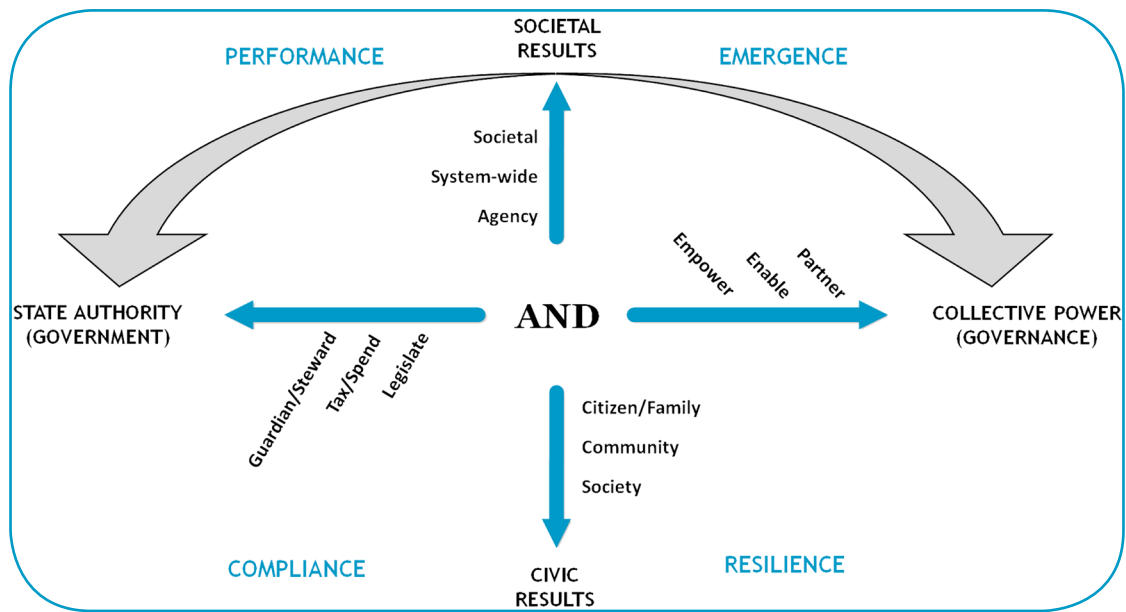 SOCIETAL
RESULTS
PERFORMANCE
EMERGENCE
Societal
System-wide
Agency
Empower
Enable
Partner
STATE AUTHORITY
(GOVERNMENT)
AND
COLLECTIVE POWER
(GOVERNANCE)
Guardian/Steward
Tax/Spend
Legislate
Citizen/Family
Community
Society
COMPLIANCE
RESILIENCE
CIVIC
RESULTS